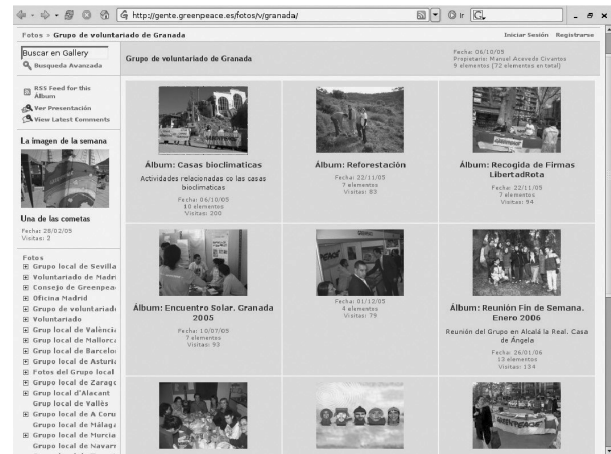 http://gente.greenpeace.es/fotos/v/granada/
Ir
Fotos » Grupo de voluntariado de Granada
Iniciar Sesión Registrarse
Buscar en Gallery
Busqueda Avanzada
Grupo de voluntariado de Granada
Fecha: 06/10/05
Propietario: Manuel Acevedo Civantos
9 elementos (72 elementos en total)
RSS Feed for this
Álbum
Ver Presentación
View Latest Comments
La imagen de la semana
Una de las cometas
Fecha: 28/02/05
Visitas: 2
Fotos
Grupo local de Sevilla
Voluntariado de Madri
Consejo de Greenpea
Oficina Madrid
Grupo de voluntariad
Voluntariado
Grup local de València
Grup local de Mallorca
Grup local de Barcelo
Grupo local de Asturia
Fotos del Grupo local
Grupo local de Zarago
Grup local d'Alacant
Grup local de Vallès
Grupo local de A Coru
Grupo local de Málaga
Grupo local de Murcia
Grupo local de Navarr
Álbum: Casas bioclimaticas
Actividades relacionadas co las casas
bioclimaticas
Fecha: 06/10/05
10 elementos
Visitas: 200
Álbum: Reforestación
Fecha: 22/11/05
7 elementos
Visitas: 83
Álbum: Recogida de Firmas
LibertadRota
Fecha: 22/11/05
7 elementos
Visitas: 94
Álbum: Encuentro Solar. Granada
2005
Fecha: 10/07/05
7 elementos
Visitas: 93
Fecha: 01/12/05
4 elementos
Visitas: 79
Álbum: Reunión Fin de Semana.
Enero 2006
Reunión del Grupo en Alcalá la Real. Casa
de Ángela
Fecha: 26/01/06
13 elementos
Visitas: 134